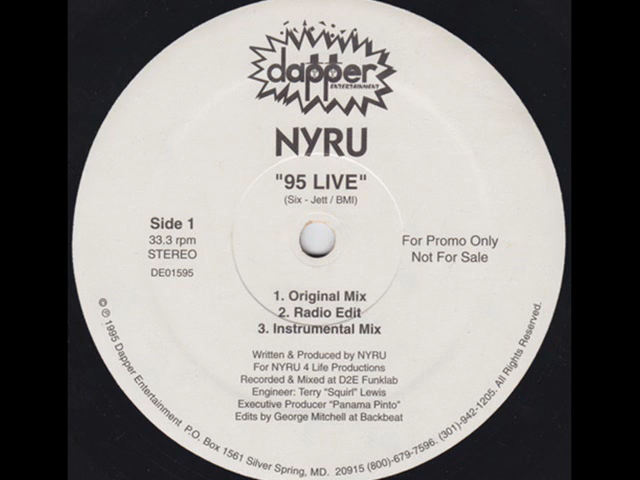 dapper
ENTERTAINMENT
NYRU
"95 LIVE"
(Six - Jett / BMI)
Side 1
33.3 rpm
STEREO
DE01595
For Promo Only
Not For Sale
1. Original Mix
2. Radio Edit
3. Instrumental Mix
Written & Produced by NYRU
For NYRU 4 Life Productions
Recorded & Mixed at D2E Funklab
Engineer: Terry "Squirl" Lewis
Executive Producer "Panama Pinto"
Edits by George Mitchell at Backbeat
© ℗ 1995 Dapper Entertainment P.O. Box 1561 Silver Spring, MD. 20915 (800)-679-7596. (301)-942-1205. All Rights Reserved.